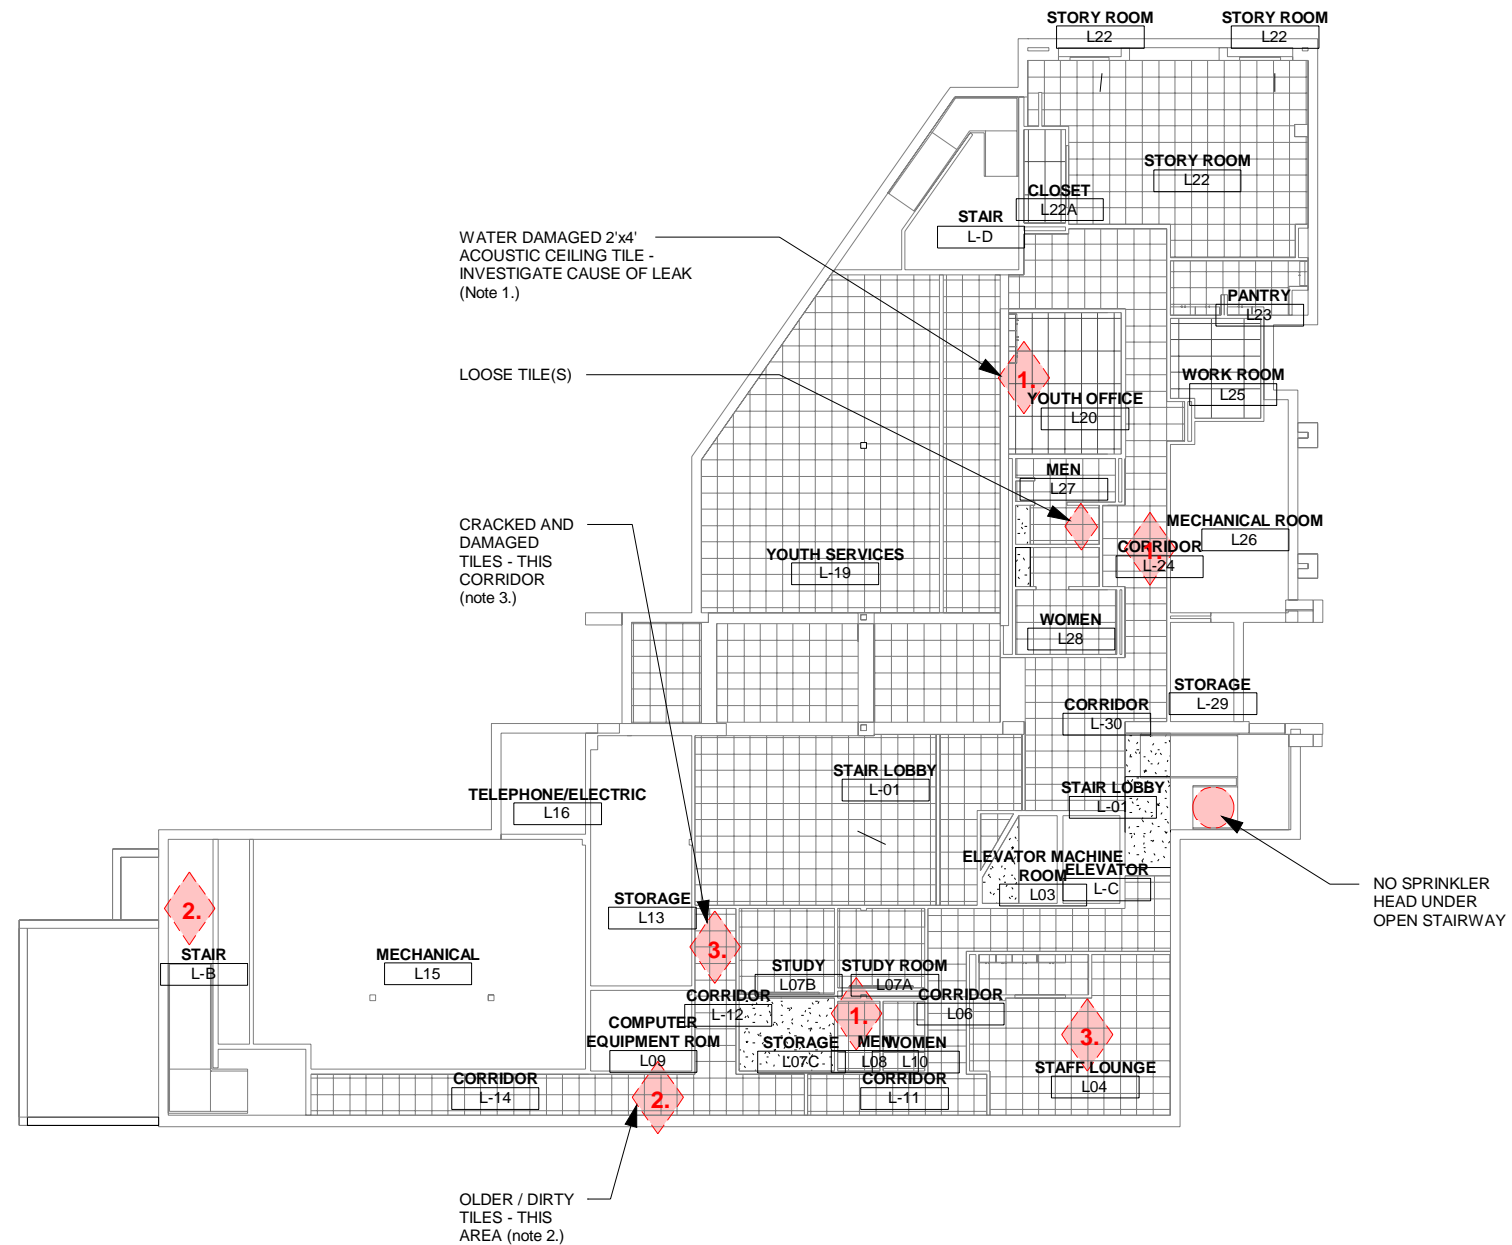 STORY ROOM
L22
STORY ROOM
L22
STORY ROOM
L22
CLOSET
L22A
STAIR
L-D
WATER DAMAGED 2'x4'
ACOUSTIC CEILING TILE -
INVESTIGATE CAUSE OF LEAK
(Note 1.)
PANTRY
L23
LOOSE TILE(S)
1.
WORK ROOM
L25
YOUTH OFFICE
L20
MEN
L27
CRACKED AND
DAMAGED
TILES - THIS
CORRIDOR
(note 3.)
MECHANICAL ROOM
L26
YOUTH SERVICES
L-19
CORRIDOR
L-24
1.
WOMEN
L28
STORAGE
L-29
CORRIDOR
L-30
STAIR LOBBY
L-01
STAIR LOBBY
L-01
TELEPHONE/ELECTRIC
L16
ELEVATOR MACHINE
ROOM
L03
ELEVATOR
L-C
NO SPRINKLER
HEAD UNDER
OPEN STAIRWAY
2.
STORAGE
L13
3.
STAIR
L-B
MECHANICAL
L15
STUDY
L07B
STUDY ROOM
L07A
CORRIDOR
L-12
CORRIDOR
L06
1.
COMPUTER
EQUIPMENT ROM
L09
STORAGE
L07C
MEN
L08
WOMEN
L10
3.
STAFF LOUNGE
L04
CORRIDOR
L-14
2.
CORRIDOR
L-11
OLDER / DIRTY
TILES - THIS
AREA (note 2.)